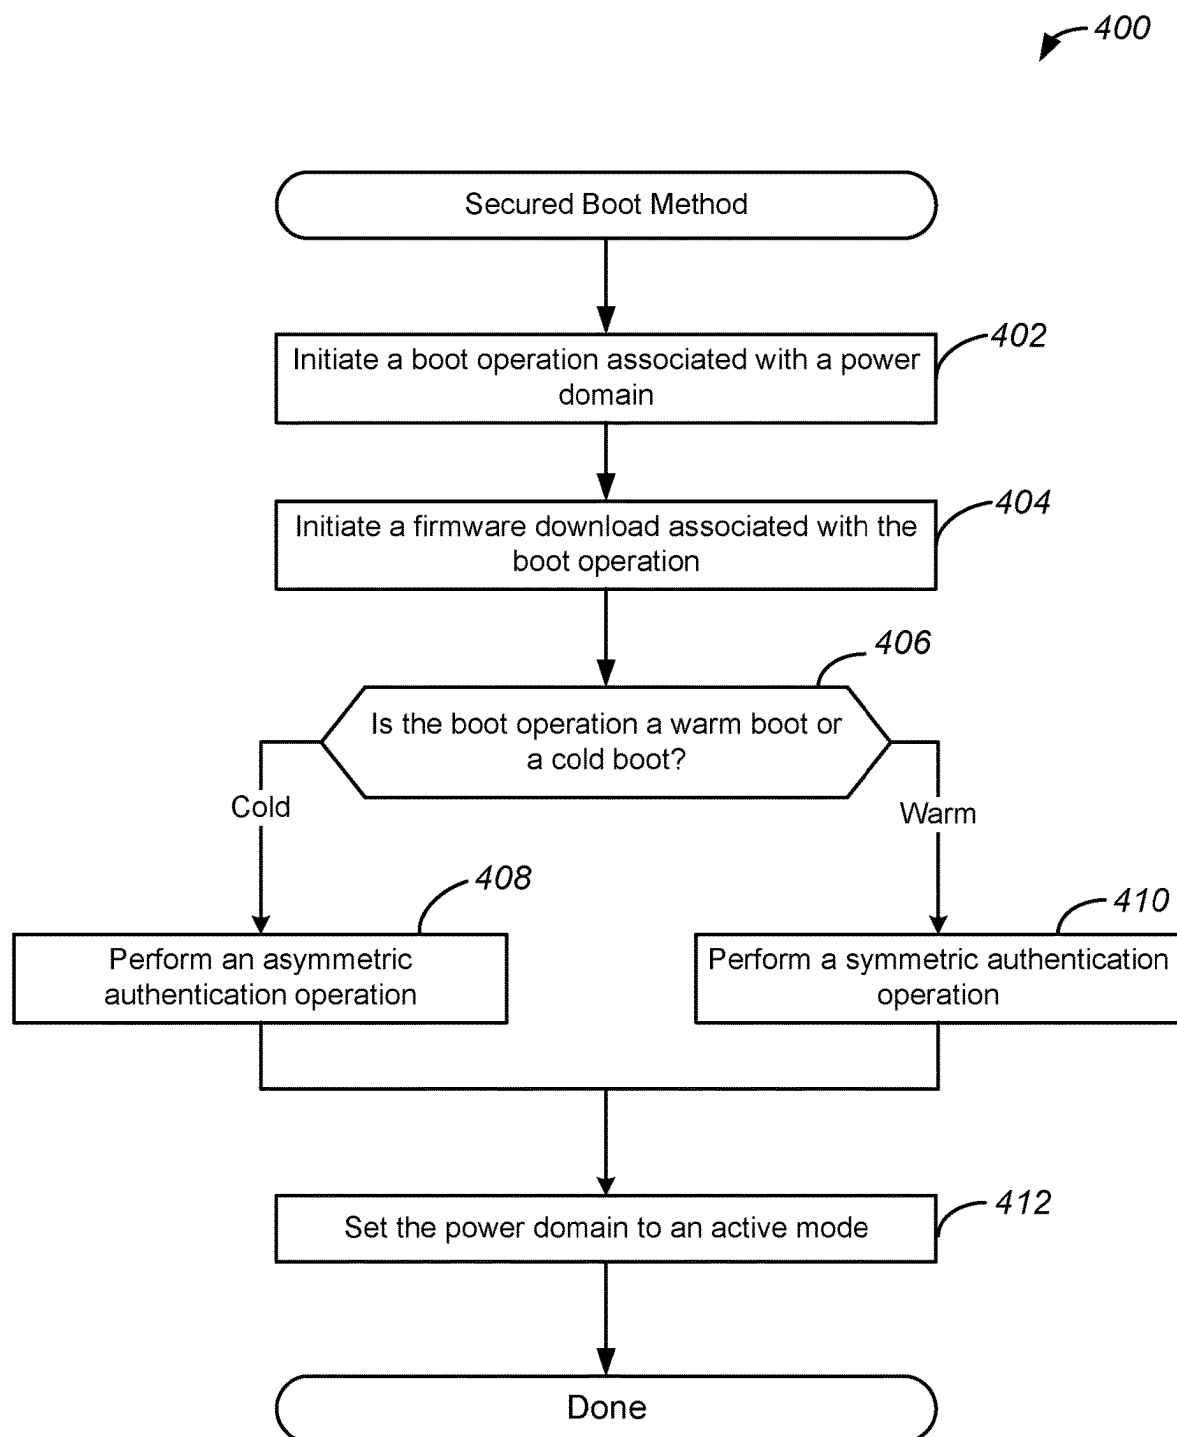 400
Secured Boot Method
402
Initiate a boot operation associated with a power
domain
404
Initiate a firmware download associated with the
boot operation
406
Is the boot operation a warm boot or
a cold boot?
Cold
Warm
408
410
Perform an asymmetric
authentication operation
Perform a symmetric authentication
operation
412
Set the power domain to an active mode
Done